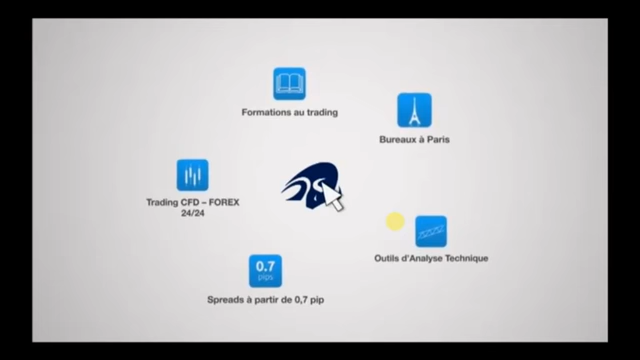 Formations au trading
Bureaux à Paris
Trading CFD – FOREX
24/24
Outils d'Analyse Technique
0.7
pips
Spreads à partir de 0,7 pip